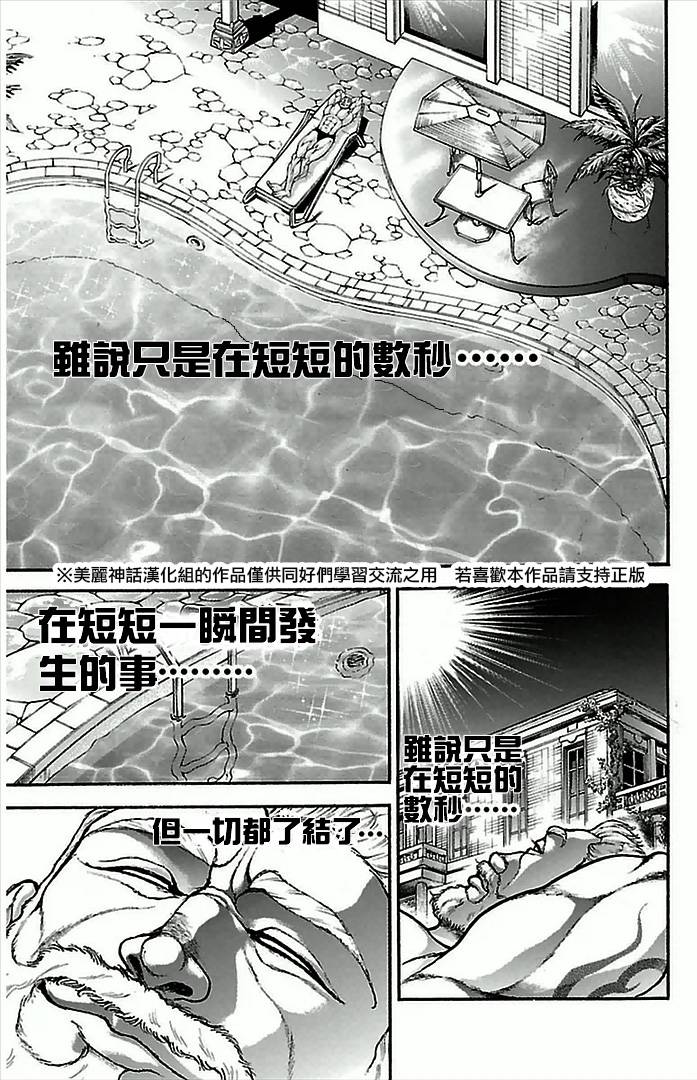 雖說只是在短短的數秒……
※美麗神話漢化組的作品僅供同好們學習交流之用　若喜歡本作品請支持正版
在短短一瞬間發
生的事………
雖說只是
在短短的
數秒……
但一切都了結了…